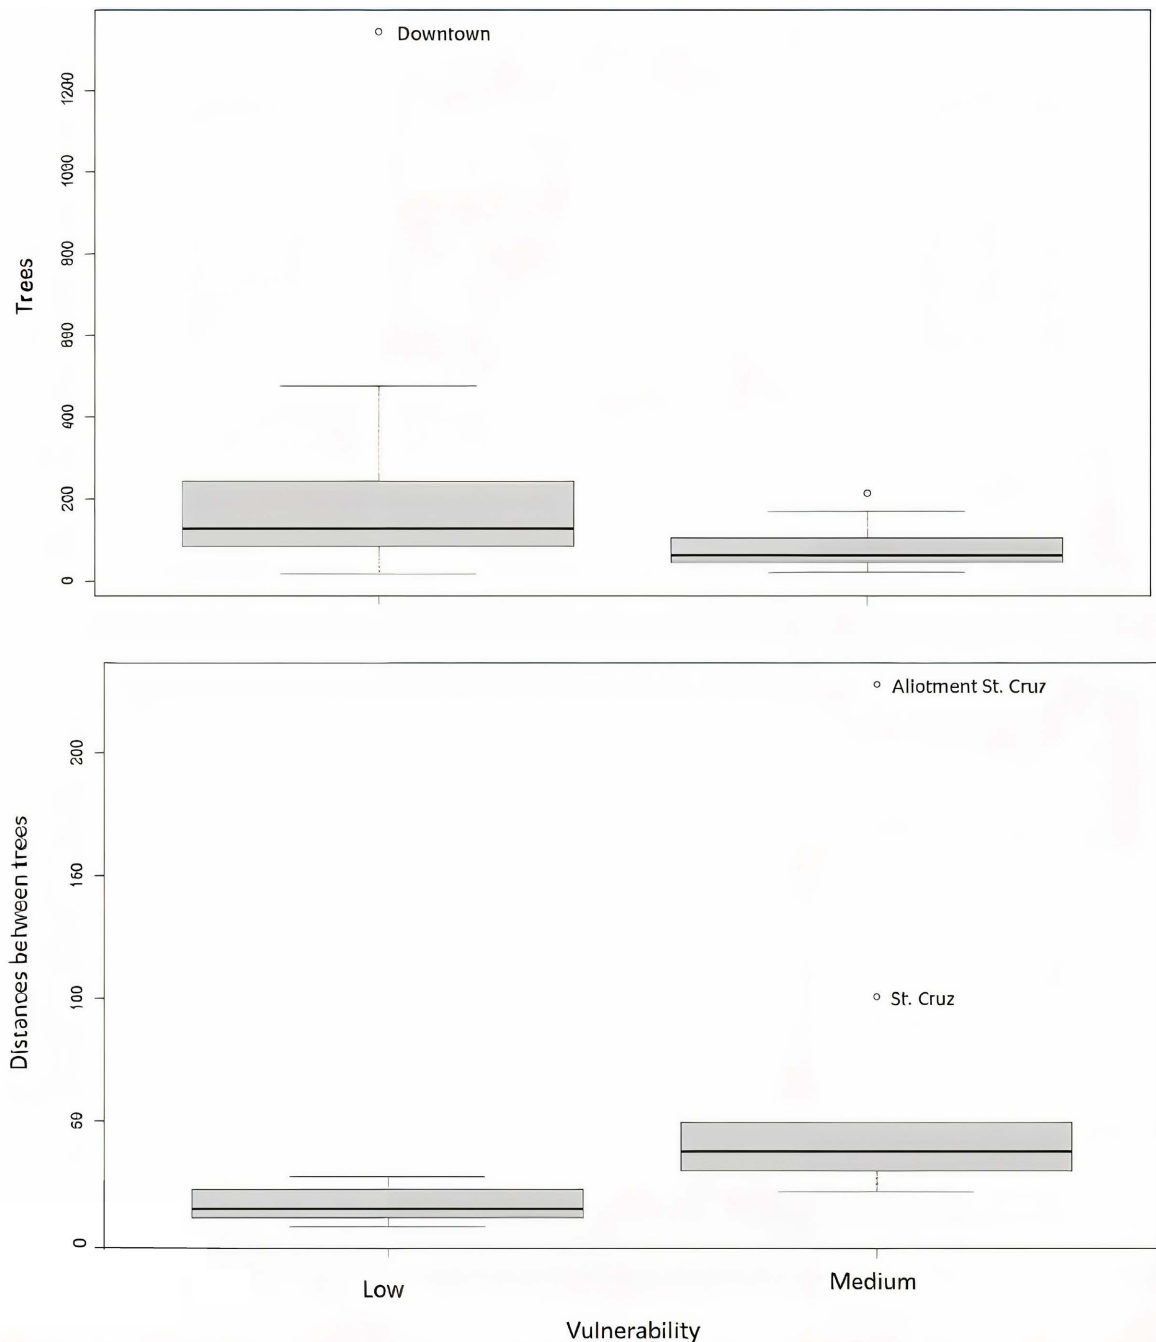 Downtown
1200
1000
800
600
400
200
0
Trees
Aliotment St. Cruz
200
160
100
St. Cruz
50
0
Distances between trees
Low
Medium
Vulnerability